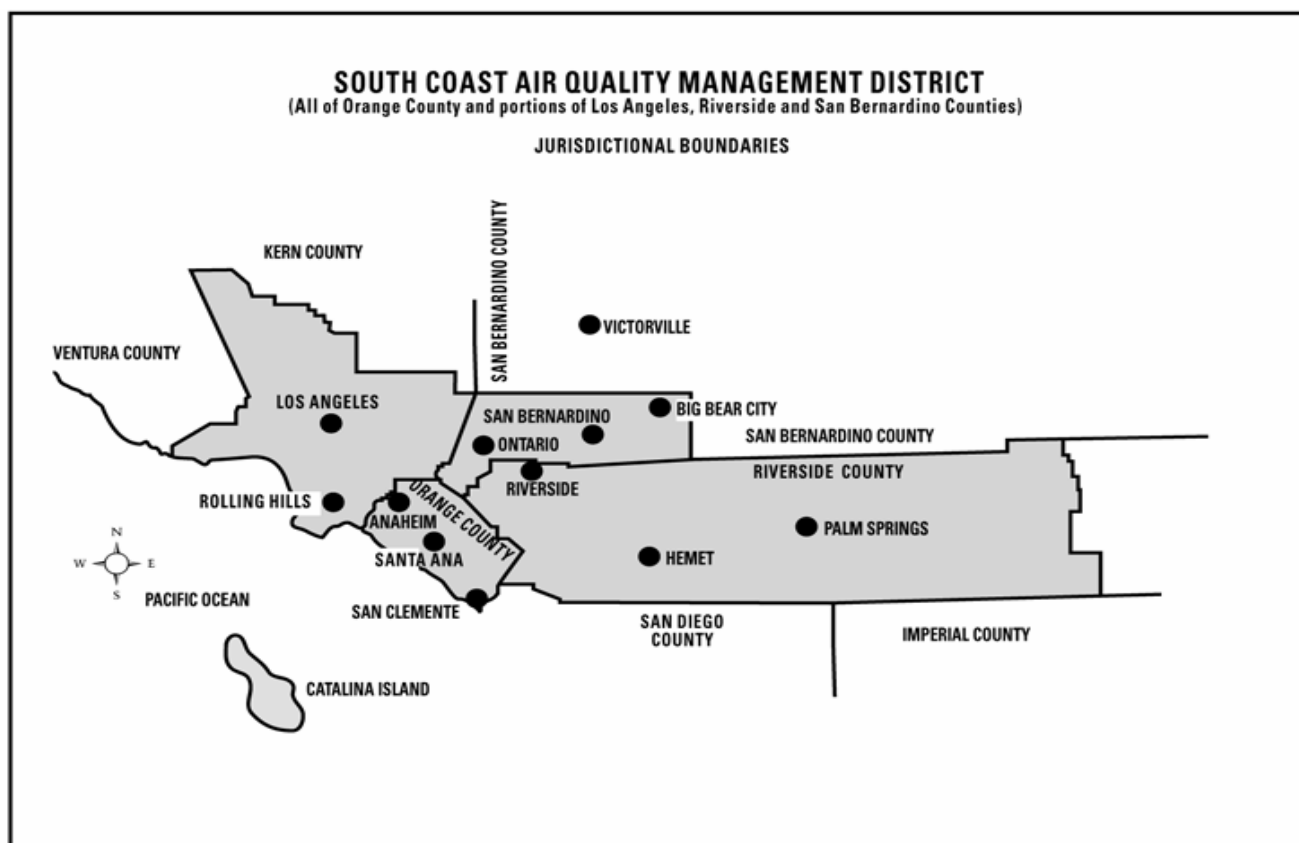 SOUTH COAST AIR QUALITY MANAGEMENT DISTRICT
(All of Orange County and portions of Los Angeles, Riverside and San Bernardino Counties)
JURISDICTIONAL BOUNDARIES
KERN COUNTY
SAN BERNARDINO COUNTY
VICTORVILLE
VENTURA COUNTY
LOS ANGELES
SAN BERNARDINO
BIG BEAR CITY
ONTARIO
SAN BERNARDINO COUNTY
RIVERSIDE COUNTY
RIVERSIDE
ROLLING HILLS
ORANGE COUNTY
ANAHEIM
PALM SPRINGS
SANTA ANA
HEMET
N
W E
S
PACIFIC OCEAN
SAN CLEMENTE
SAN DIEGO
COUNTY
IMPERIAL COUNTY
CATALINA ISLAND